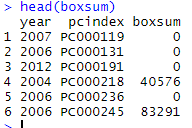 > head(boxsum)
  year  pcindex boxsum
1 2007 PC000119      0
2 2006 PC000131      0
3 2012 PC000191      0
4 2004 PC000218  40576
5 2006 PC000236      0
6 2006 PC000245  83291
>